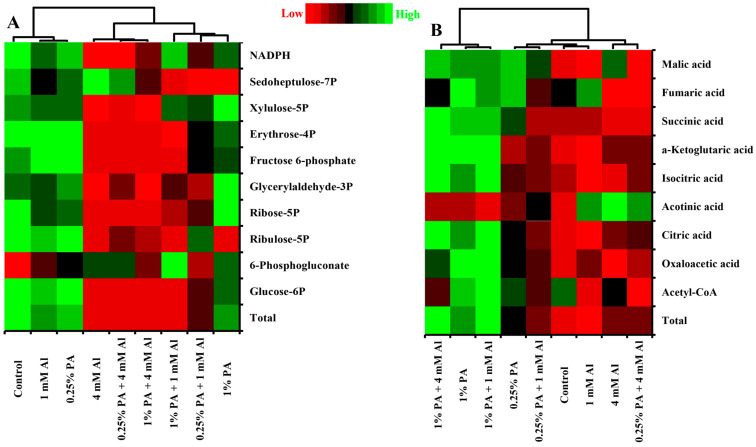 A
Low
High
B
NADPH
Sedoheptulose-7P
Xylulose-5P
Erythrose-4P
Fructose 6-phosphate
Glycerylaldehyde-3P
Ribose-5P
Ribulose-5P
6-Phosphogluconate
Glucose-6P
Total
Control
1 mM Al
0.25% PA
4 mM Al
0.25% PA + 4 mM Al
1% PA + 4 mM Al
1% PA + 1 mM Al
0.25% PA + 1 mM Al
1% PA
Malic acid
Fumaric acid
Succinic acid
a-Ketoglutaric acid
Isocitric acid
Acotinic acid
Citric acid
Oxaloacetic acid
Acetyl-CoA
Total
1% PA + 4 mM Al
1% PA
1% PA + 1 mM Al
0.25% PA
0.25% PA + 1 mM Al
Control
1 mM Al
4 mM Al
0.25% PA + 4 mM Al